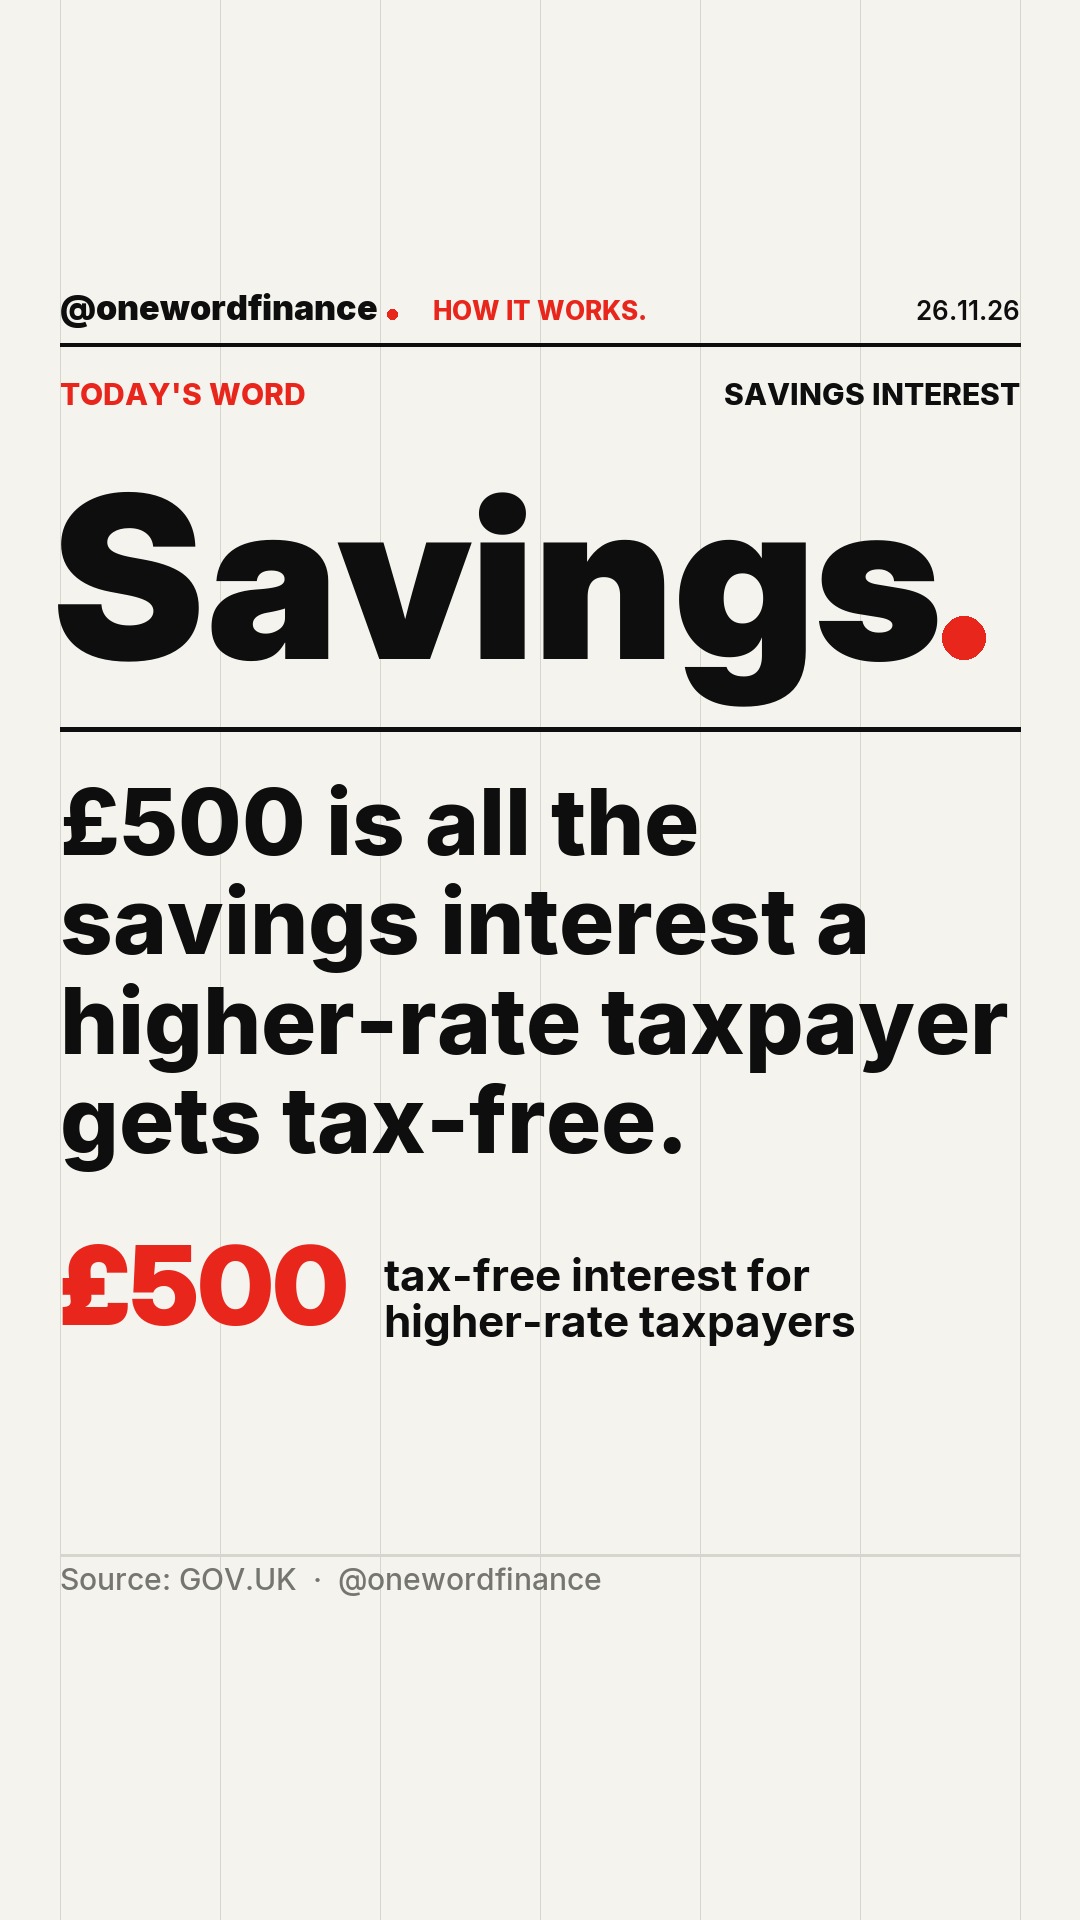 @onewordfinance. HOW IT WORKS. 26.11.26
TODAY'S WORD SAVINGS INTEREST
Savings.
£500 is all the
savings interest a
higher-rate taxpayer
gets tax-free.
£500 tax-free interest for
higher-rate taxpayers
Source: GOV.UK · @onewordfinance